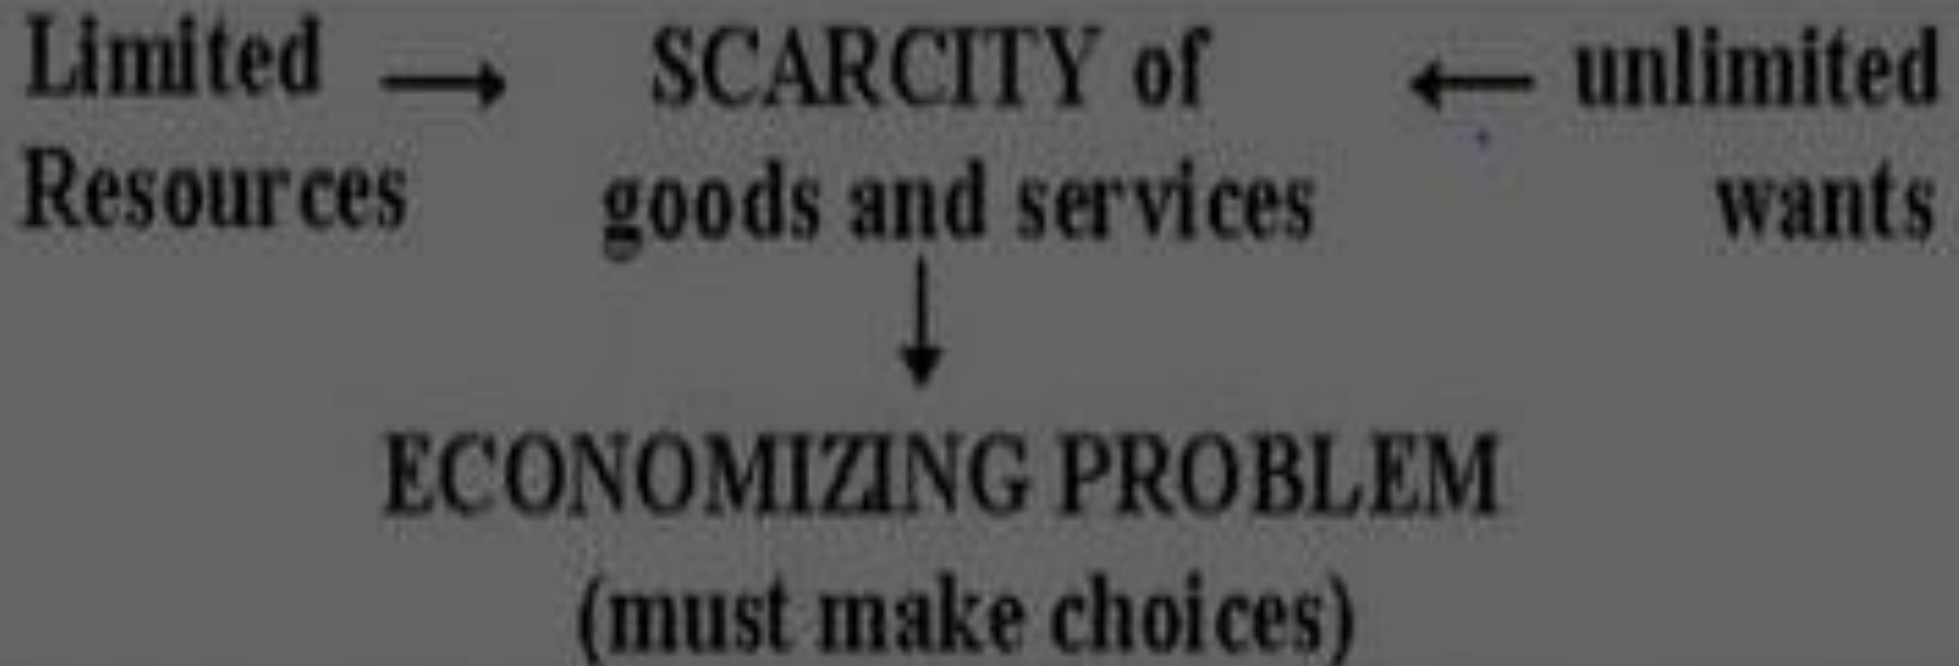 Limited → SCARCITY of ← unlimited
Resources goods and services wants
ECONOMIZING PROBLEM
(must make choices)